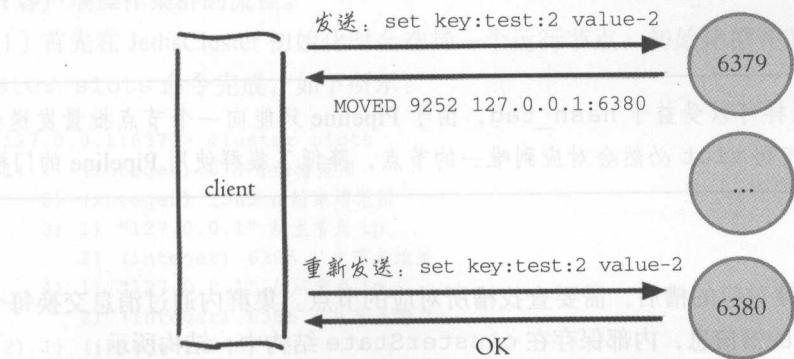 发送：set key:test:2 value-2
6379
MOVED 9252 127.0.0.1:6380
client
...
重新发送：set key:test:2 value-2
6380
OK